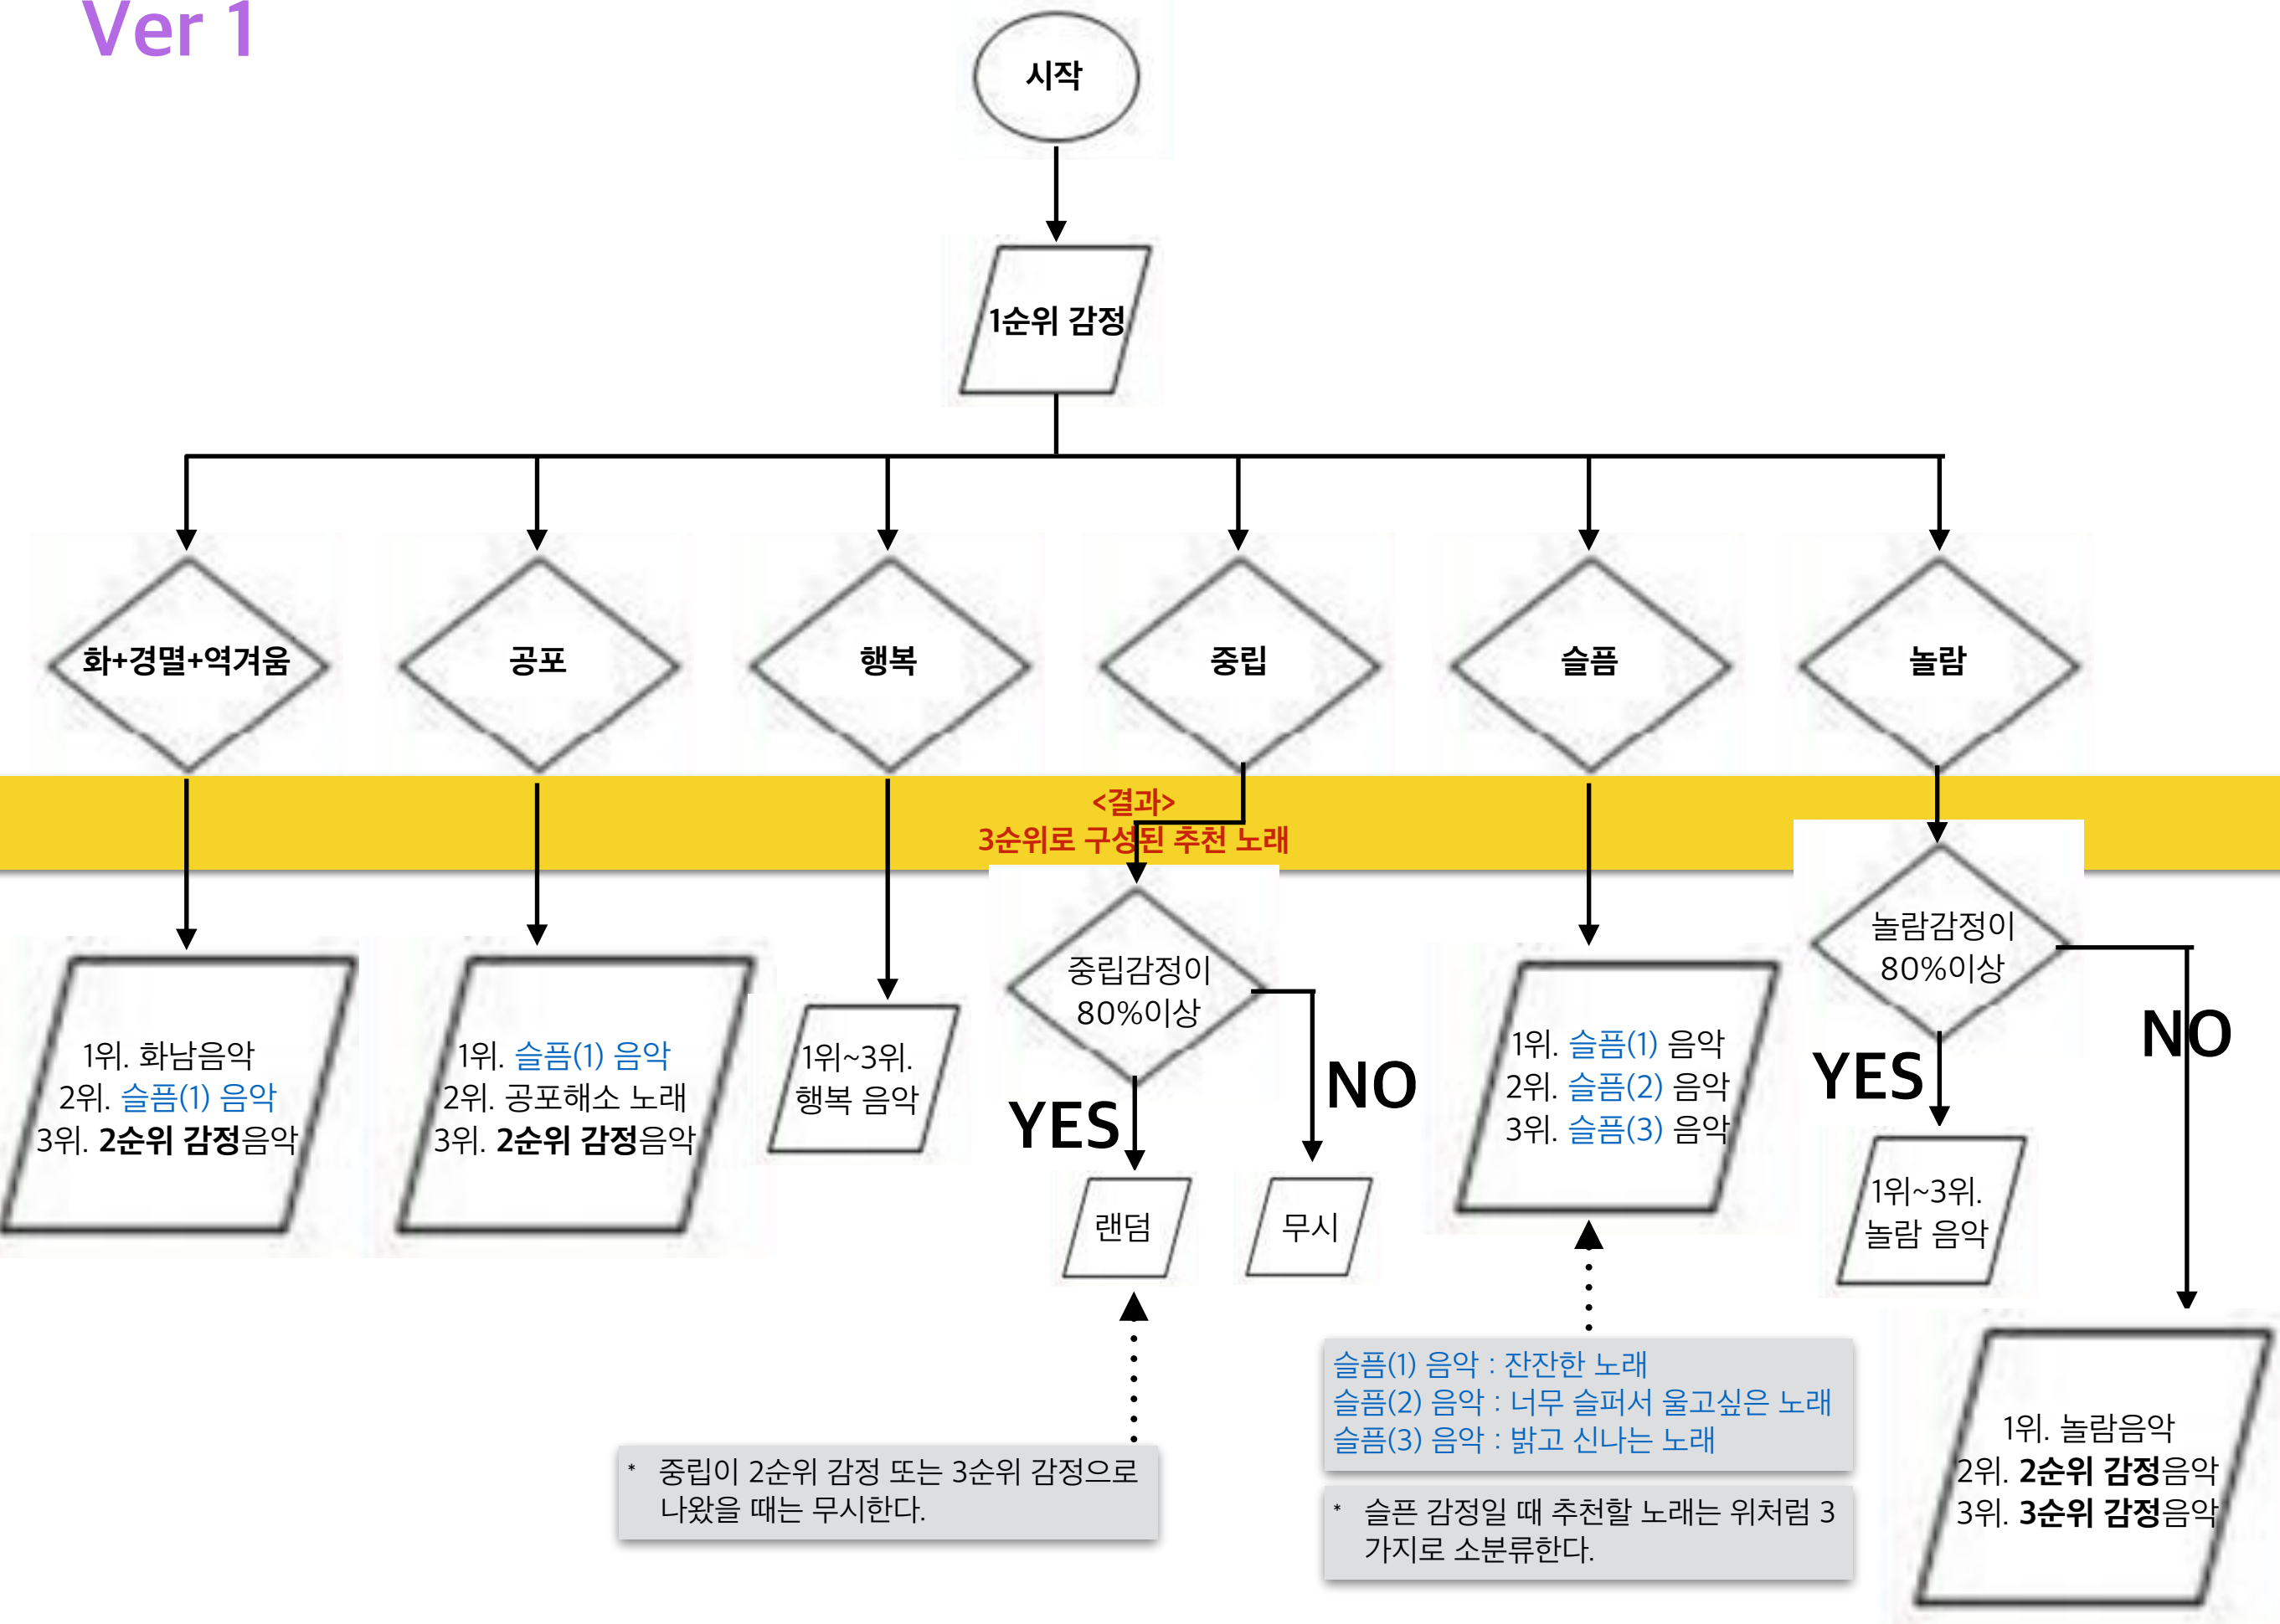 Ver 1
시작
1순위 감정
화+경멸+역겨움
공포
행복
중립
슬픔
놀람
<결과>
3순위로 구성된 추천 노래
1위. 화남음악
2위. 슬픔(1) 음악
3위. 2순위 감정음악
1위. 슬픔(1) 음악
2위. 공포해소 노래
3위. 2순위 감정음악
1위~3위.
행복 음악
중립감정이
80%이상
YES
NO
랜덤
무시
1위. 슬픔(1) 음악
2위. 슬픔(2) 음악
3위. 슬픔(3) 음악
놀람감정이
80%이상
YES
NO
1위~3위.
놀람 음악
1위. 놀람음악
2위. 2순위 감정음악
3위. 3순위 감정음악
* 중립이 2순위 감정 또는 3순위 감정으로
나왔을 때는 무시한다.
슬픔(1) 음악 : 잔잔한 노래
슬픔(2) 음악 : 너무 슬퍼서 울고싶은 노래
슬픔(3) 음악 : 밝고 신나는 노래
* 슬픈 감정일 때 추천할 노래는 위처럼 3
가지로 소분류한다.